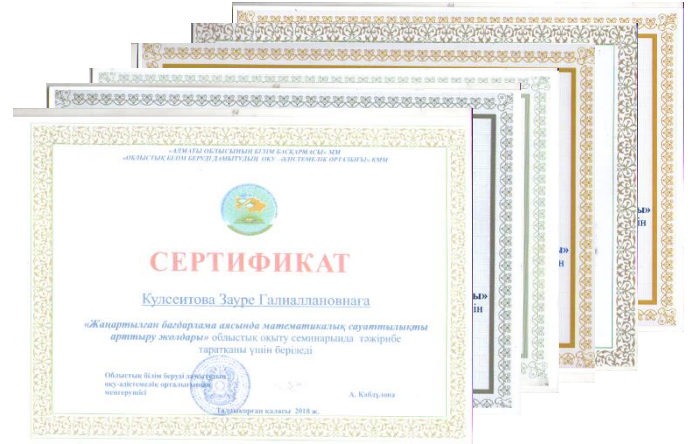 «АЛМАТЫ ОБЛЫСЫНЫҢ БІЛІМ БАСҚАРМАСЫ» ММ
«ОБЛЫСТЫҚ БІЛІМ БЕРУДІ ДАМЫТУДЫҢ ОҚУ - ӘДІСТЕМЕЛІК ОРТАЛЫҒЫ» КММ
СЕРТИФИКАТ
Кулсеитова Зауре Галиаллановнаға
«Жаңартылған бағдарлама аясында математикалық сауаттылықты
арттыру жолдары» облыстық оқыту семинарында тәжірибе
таратқаны үшін беріледі
Облыстық білім беруді дамытудың
оқу-әдістемелік орталығының
меңгерушісі
А. Кабдулова
Талдықорған қаласы 2018 ж.
ы»
ін